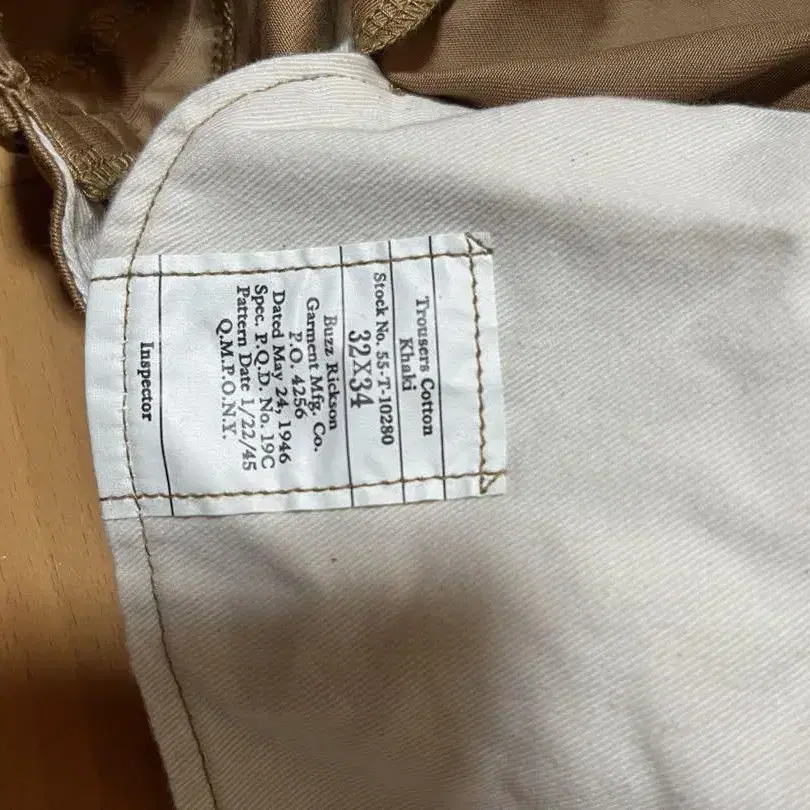 Trousers Cotton
Khaki
Stock No. 55-T-10280
32X34
Buzz Rickson
Garment Mfg. Co.
P.O. 4256
Dated May 24, 1946
Spec. P.Q.D. No. 19C
Pattern Date 1/22/45
Q.M.P.O.N.Y.
Inspector